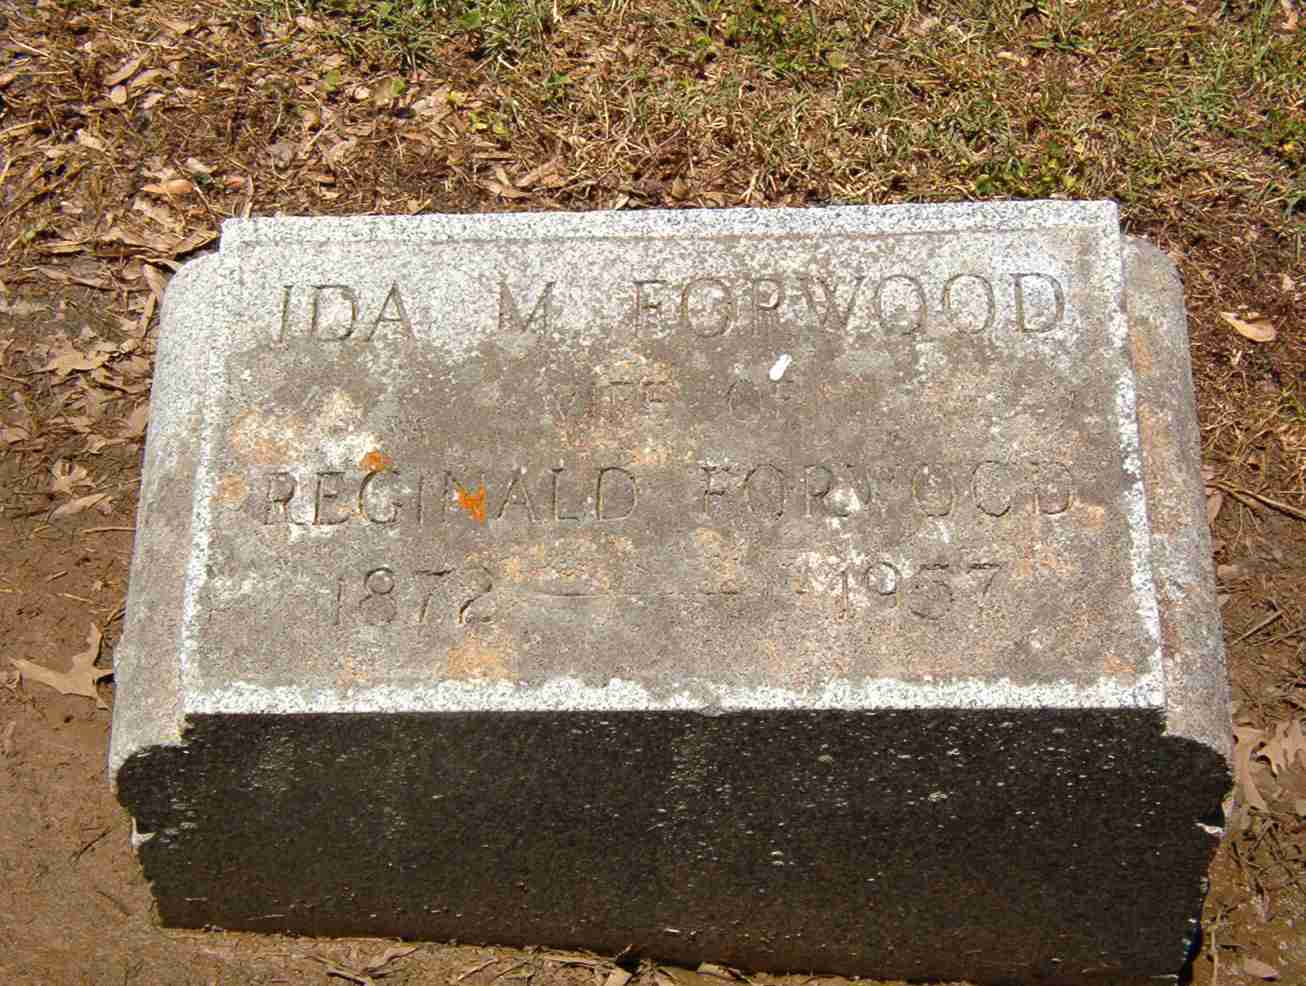 IDA M FORWOOD
WIFE OF
REGINALD FORWOOD
1872 — 1957